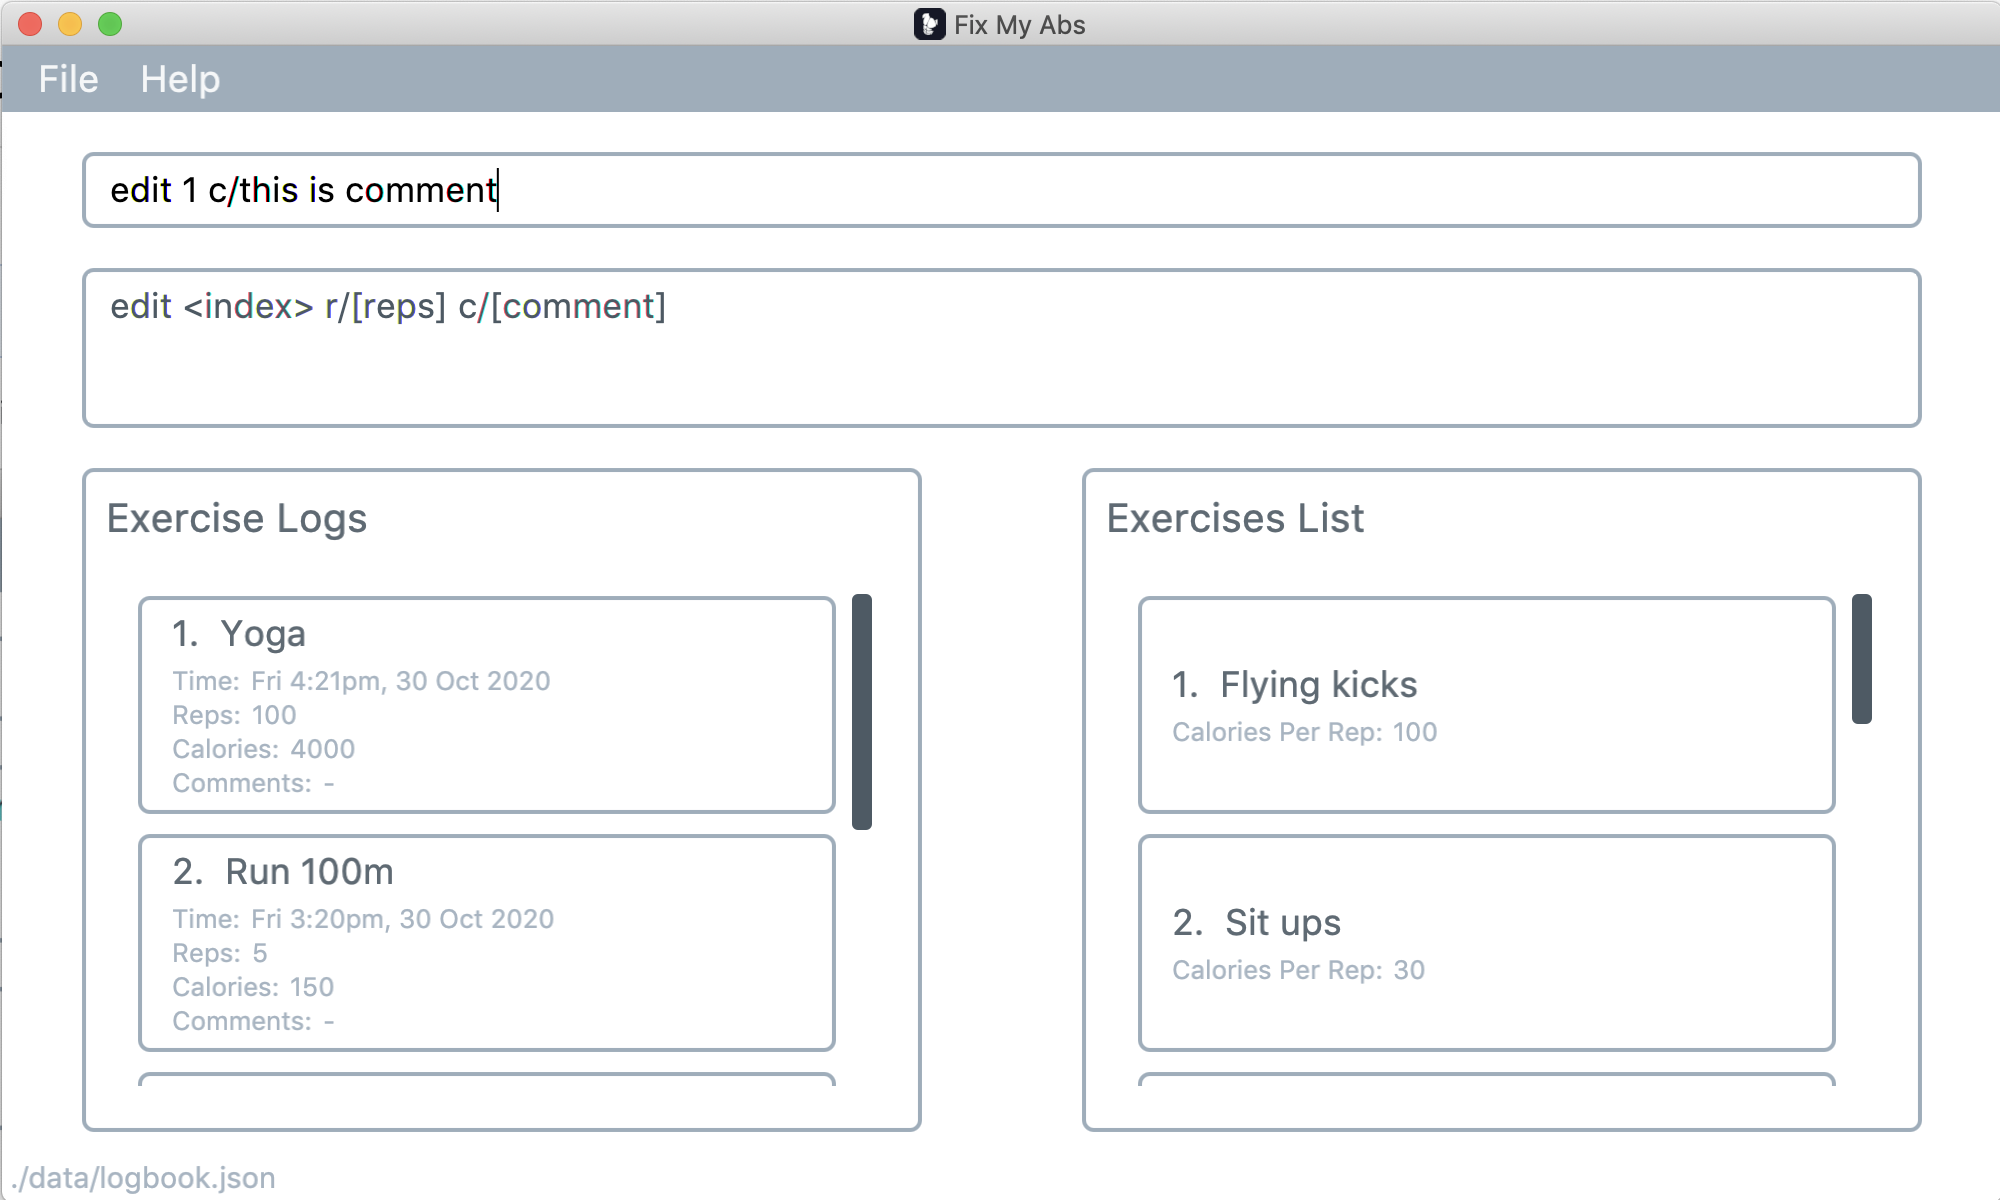 Fix My Abs
File Help
edit 1 c/this is comment
edit <index> r/[reps] c/[comment]
Exercise Logs
1. Yoga
Time: Fri 4:21pm, 30 Oct 2020
Reps: 100
Calories: 4000
Comments: -
2. Run 100m
Time: Fri 3:20pm, 30 Oct 2020
Reps: 5
Calories: 150
Comments: -
Exercises List
1. Flying kicks
Calories Per Rep: 100
2. Sit ups
Calories Per Rep: 30
./data/logbook.json